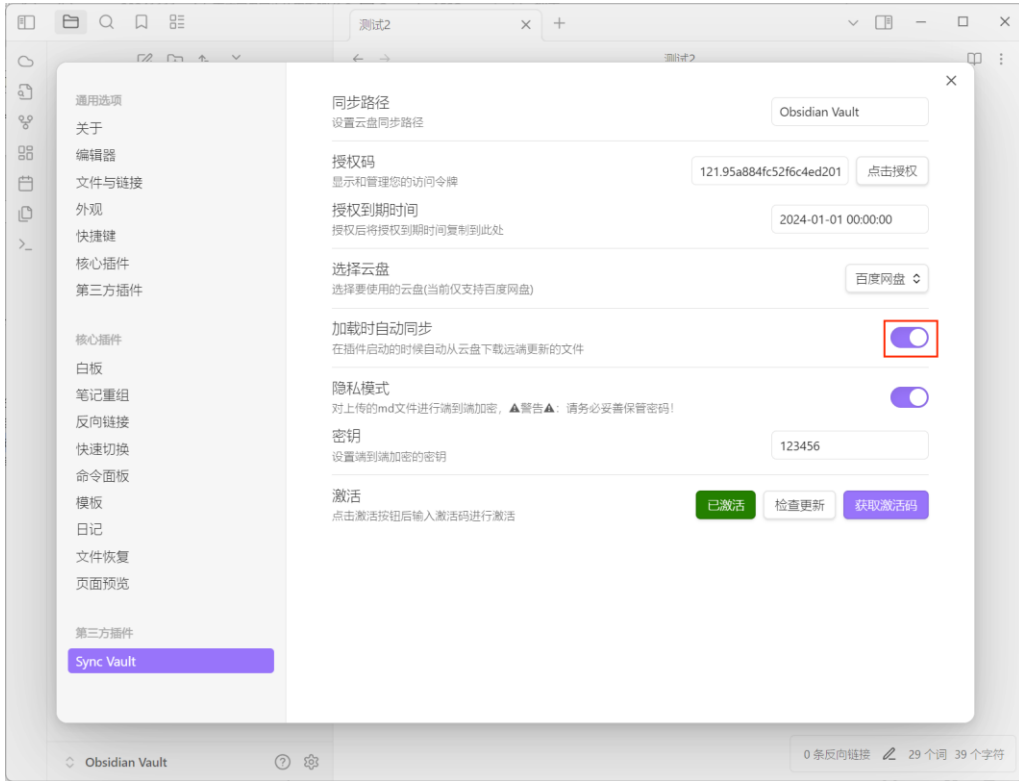 测试2
测试2
通用选项
关于
编辑器
文件与链接
外观
快捷键
核心插件
第三方插件
核心插件
白板
笔记重组
反向链接
快速切换
命令面板
模板
日记
文件恢复
页面预览
第三方插件
Sync Vault
同步路径
设置云盘同步路径
Obsidian Vault
授权码
显示和管理您的访问令牌
121.95a884fc52f6c4ed201
点击授权
授权到期时间
授权后将授权到期时间复制到此处
2024-01-01 00:00:00
选择云盘
选择要使用的云盘(当前仅支持百度网盘)
百度网盘
加载时自动同步
在插件启动的时候自动从云盘下载远端更新的文件
隐私模式
对上传的md文件进行端到端加密，⚠警告⚠：请务必妥善保管密码！
密钥
设置端到端加密的密钥
123456
激活
点击激活按钮后输入激活码进行激活
已激活 检查更新 获取激活码
Obsidian Vault
0 条反向链接 29 个词 39 个字符